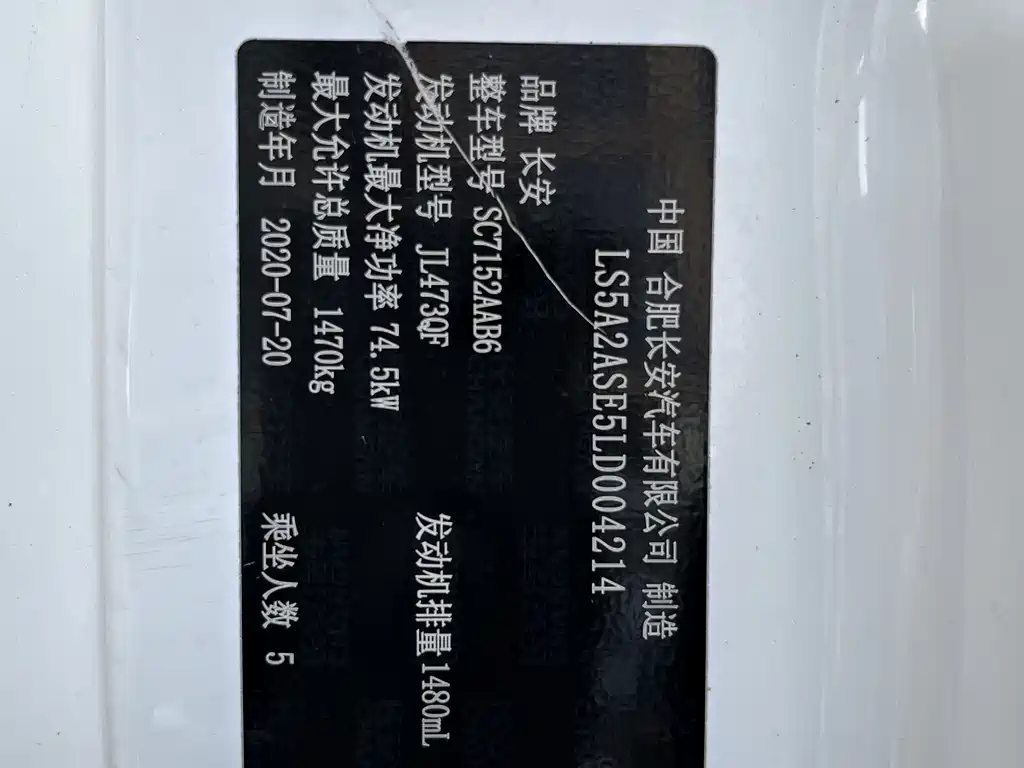 中国 合肥长安汽车有限公司 制造
LS5A2ASE5LD004214
品牌 长安
整车型号 SC7152AAB6
发动机型号 JL473QF 发动机排量 1480mL
发动机最大净功率 74.5kW
最大允许总质量 1470kg
制造年月 2020-07-20 乘坐人数 5